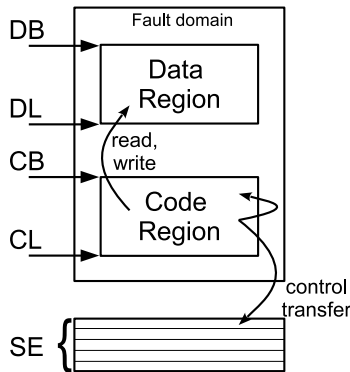 Fault domain
DB
Data
Region
DL
read,
write
CB
Code
Region
CL
control
transfer
SE